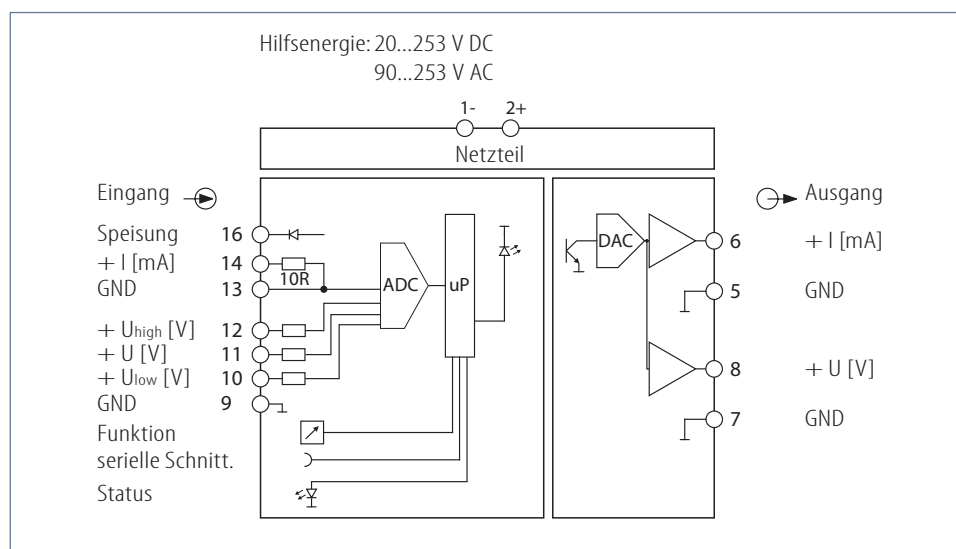 Hilfsenergie: 20...253 V DC
90...253 V AC
1- 2+
Netzteil
Eingang
Ausgang
Speisung 16
+ I [mA] 14
10R
GND 13
+ Uhigh [V] 12
+ U [V] 11
+ Ulow [V] 10
GND 9
Funktion
serielle Schnitt.
Status
ADC
uP
DAC
6 + I [mA]
5 GND
8 + U [V]
7 GND